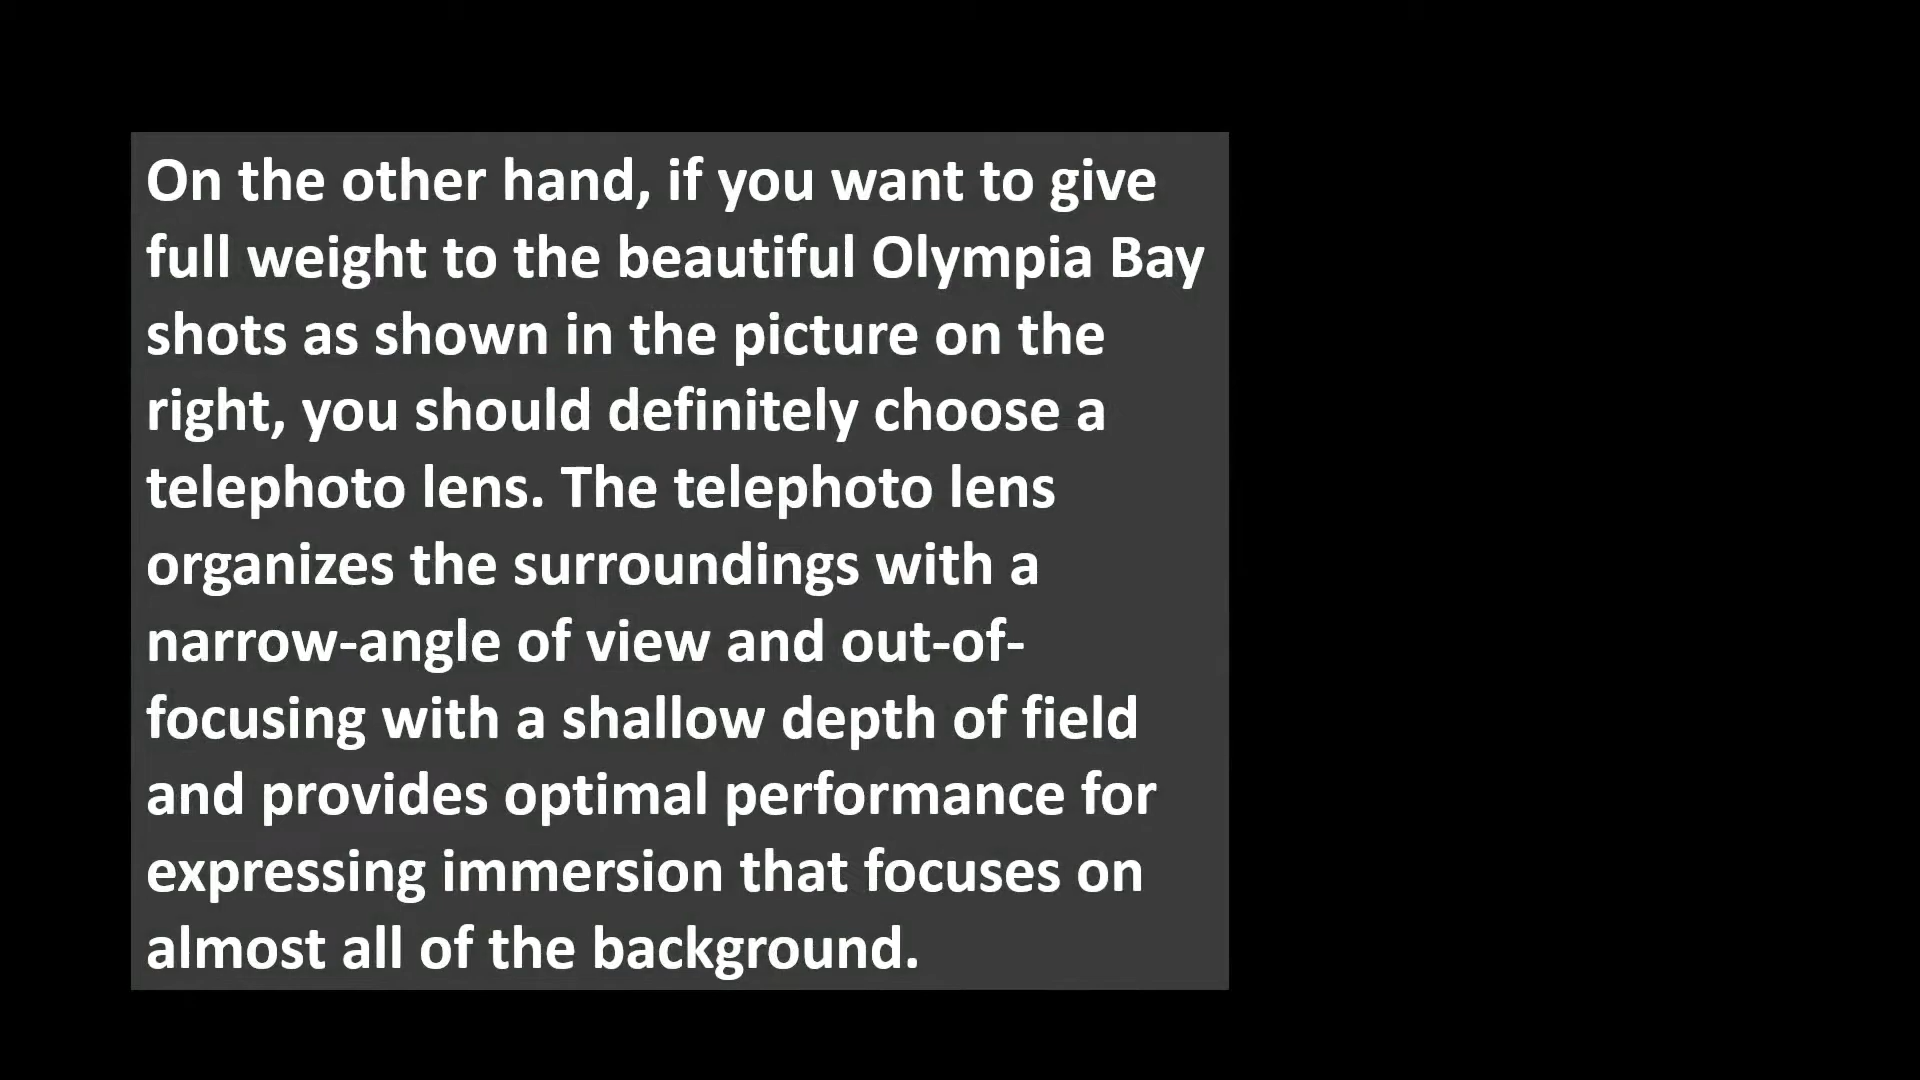 On the other hand, if you want to give
full weight to the beautiful Olympia Bay
shots as shown in the picture on the
right, you should definitely choose a
telephoto lens. The telephoto lens
organizes the surroundings with a
narrow-angle of view and out-of-
focusing with a shallow depth of field
and provides optimal performance for
expressing immersion that focuses on
almost all of the background.